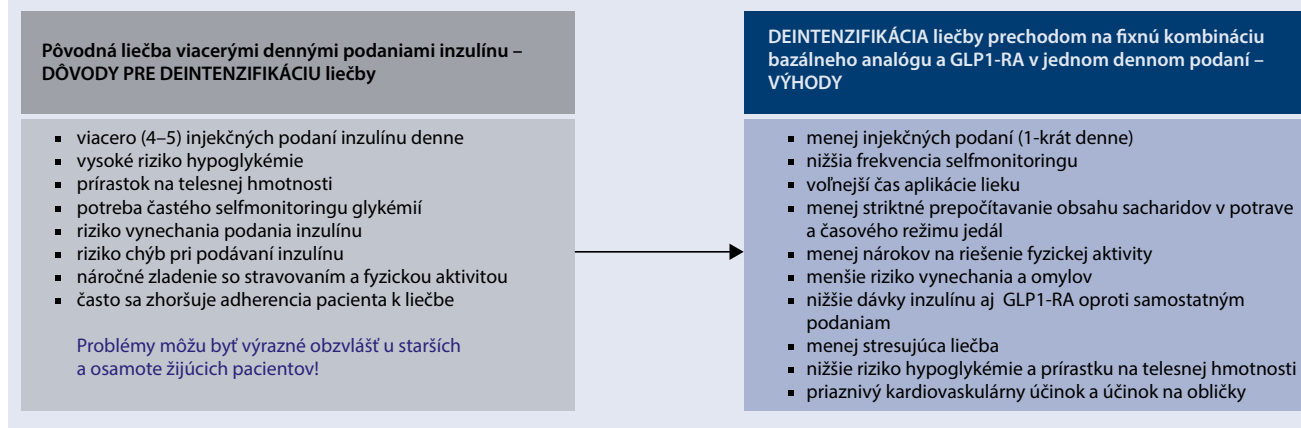 Pôvodná liečba viacerými dennými podaniami inzulínu –
DÔVODY PRE DEINTENZIFIKÁCIU liečby
▪ viacero (4–5) injekčných podaní inzulínu denne
▪ vysoké riziko hypoglykémie
▪ prírastok na telesnej hmotnosti
▪ potreba častého selfmonitoringu glykémií
▪ riziko vynechania podania inzulínu
▪ riziko chýb pri podávaní inzulínu
▪ náročné zladenie so stravovaním a fyzickou aktivitou
▪ často sa zhoršuje adherencia pacienta k liečbe
Problémy môžu byť výrazné obzvlášť u starších
a osamote žijúcich pacientov!
DEINTENZIFIKÁCIA liečby prechodom na fixnú kombináciu
bazálneho analógu a GLP1-RA v jednom dennom podaní –
VÝHODY
▪ menej injekčných podaní (1-krát denne)
▪ nižšia frekvencia selfmonitoringu
▪ voľnejší čas aplikácie lieku
▪ menej striktné prepočítavanie obsahu sacharidov v potrave
a časového režimu jedál
▪ menej nárokov na riešenie fyzickej aktivity
▪ menšie riziko vynechania a omylov
▪ nižšie dávky inzulínu aj GLP1-RA oproti samostatným
podaniam
▪ menej stresujúca liečba
▪ nižšie riziko hypoglykémie a prírastku na telesnej hmotnosti
▪ priaznivý kardiovaskulárny účinok a účinok na obličky